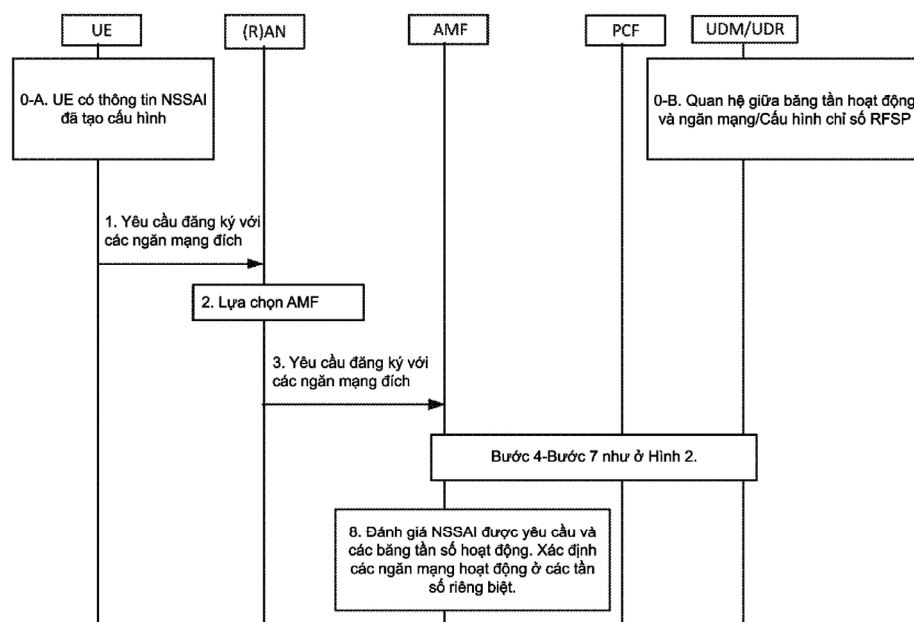 UE
(R)AN
AMF
PCF
UDM/UDR
0-A. UE có thông tin NSSAI
đã tạo cấu hình
0-B. Quan hệ giữa băng tần hoạt động
và ngăn mạng/Cấu hình chỉ số RFSP
1. Yêu cầu đăng ký với
các ngăn mạng đích
2. Lựa chọn AMF
3. Yêu cầu đăng ký với
các ngăn mạng đích
Bước 4-Bước 7 như ở Hình 2.
8. Đánh giá NSSAI được yêu cầu và
các băng tần số hoạt động. Xác định
các ngăn mạng hoạt động ở các tần
số riêng biệt.